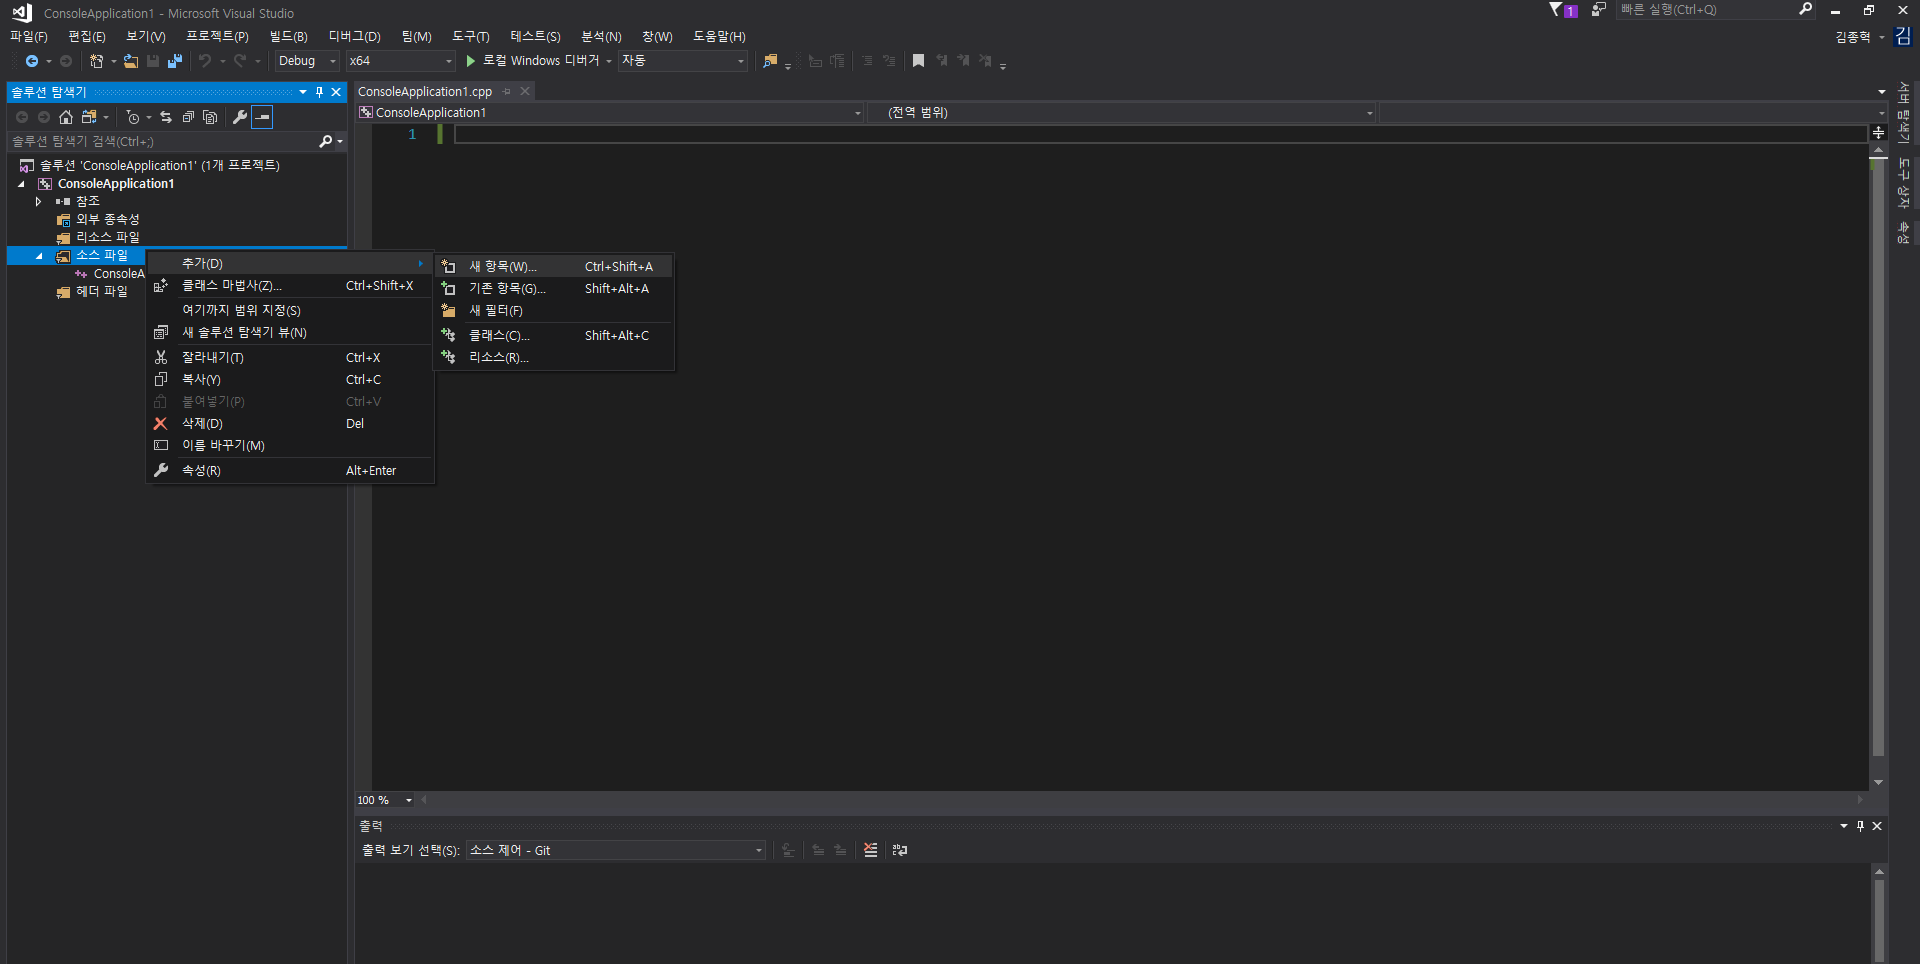 ConsoleApplication1 - Microsoft Visual Studio
1
빠른 실행(Ctrl+Q)
파일(F) 편집(E) 보기(V) 프로젝트(P) 빌드(B) 디버그(D) 팀(M) 도구(T) 테스트(S) 분석(N) 창(W) 도움말(H)
김종혁 김
Debug x64 로컬 Windows 디버거 자동
솔루션 탐색기
솔루션 탐색기 검색(Ctrl+;)
솔루션 'ConsoleApplication1' (1개 프로젝트)
ConsoleApplication1
참조
외부 종속성
리소스 파일
소스 파일
ConsoleA
헤더 파일
추가(D)
클래스 마법사(Z)... Ctrl+Shift+X
여기까지 범위 지정(S)
새 솔루션 탐색기 뷰(N)
잘라내기(T) Ctrl+X
복사(Y) Ctrl+C
붙여넣기(P) Ctrl+V
삭제(D) Del
이름 바꾸기(M)
속성(R) Alt+Enter
새 항목(W)... Ctrl+Shift+A
기존 항목(G)... Shift+Alt+A
새 필터(F)
클래스(C)... Shift+Alt+C
리소스(R)...
ConsoleApplication1.cpp
ConsoleApplication1 (전역 범위)
1
100 %
출력
출력 보기 선택(S): 소스 제어 - Git
서버 탐색기
도구 상자
속성